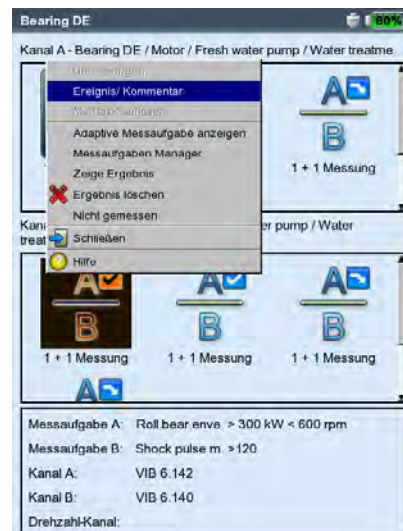 Bearing DE
80%
Kanal A - Bearing DE / Motor / Fresh water pump / Water treatme
Ereignis/ Kommentar
Adaptive Messaufgabe anzeigen
Messaufgaben Manager
Zeige Ergebnis
Ergebnis löschen
Nicht gemessen
Schließen
Hilfe
A
B
1 + 1 Messung
Kana
er pump / Water
treat
A
B
1 + 1 Messung
A
B
1 + 1 Messung
A
B
1 + 1 Messung
A
Messaufgabe A: Roll bear enve. > 300 kW < 600 rpm
Messaufgabe B: Shock pulse m. >120
Kanal A: VIB 6.142
Kanal B: VIB 6.140
Drehzahl-Kanal: